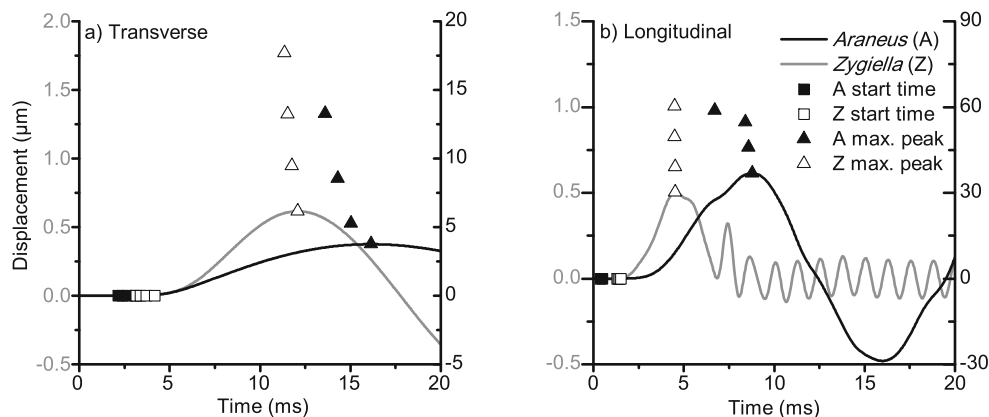 a) Transverse
2.0
1.5
1.0
0.5
0.0
-0.5
20
15
10
5
0
-5
0 5 10 15 20
Displacement (µm)
Time (ms)
b) Longitudinal
1.5
1.0
0.5
0.0
-0.5
90
60
30
0
-30
0 5 10 15 20
Time (ms)
Araneus (A)
Zygiella (Z)
A start time
Z start time
A max. peak
Z max. peak